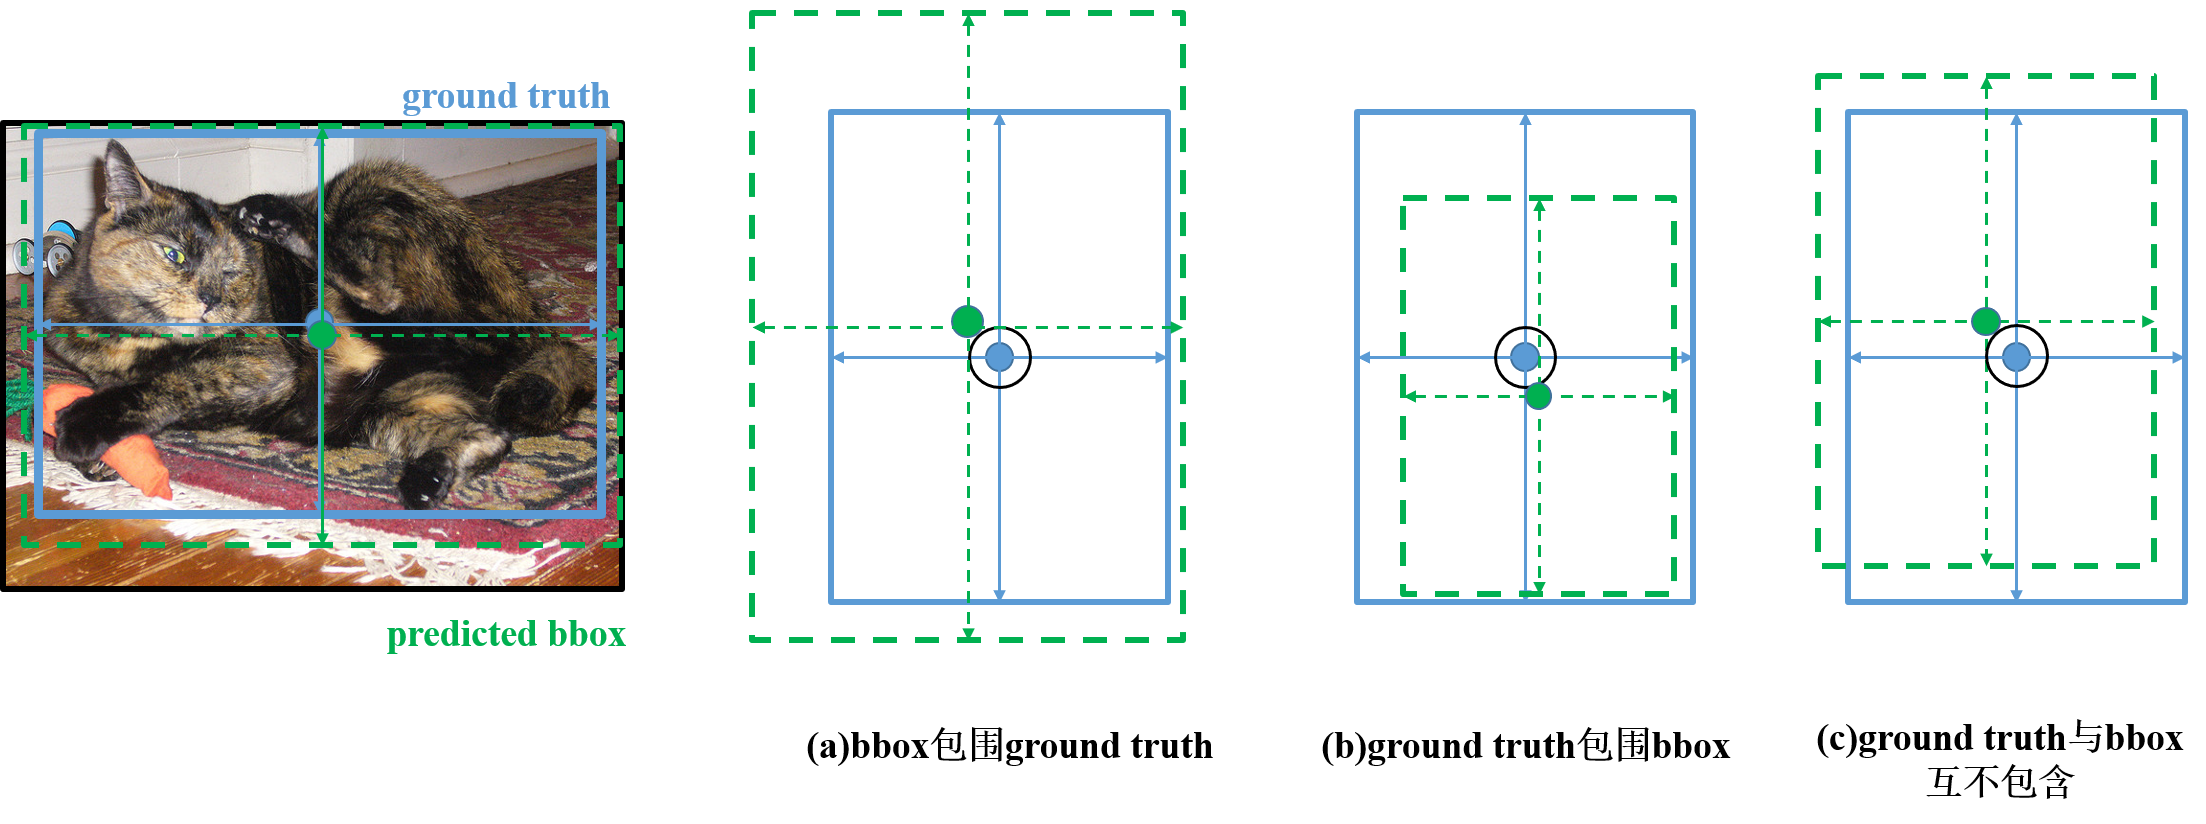 ground truth
predicted bbox
(a)bbox包围ground truth
(b)ground truth包围bbox
(c)ground truth与bbox
互不包含